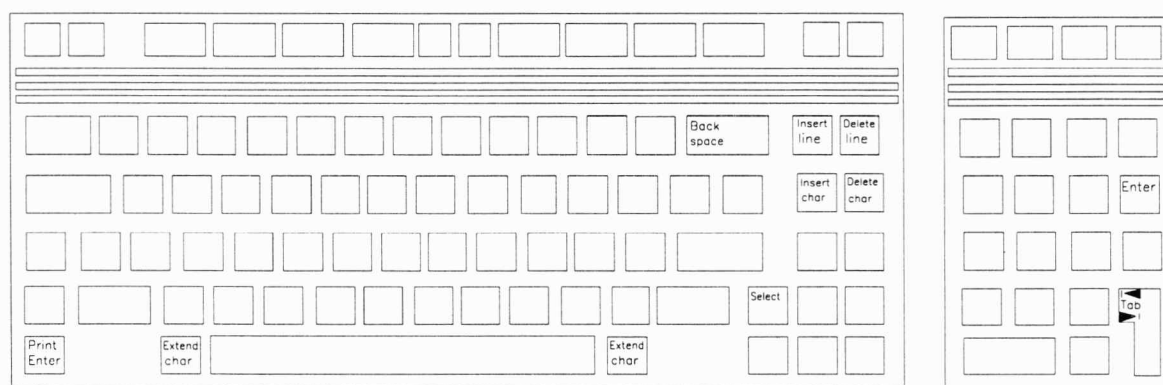 Back
space
Insert
line
Delete
line
Insert
char
Delete
char
Enter
Select
Tab
Print
Enter
Extend
char
Extend
char